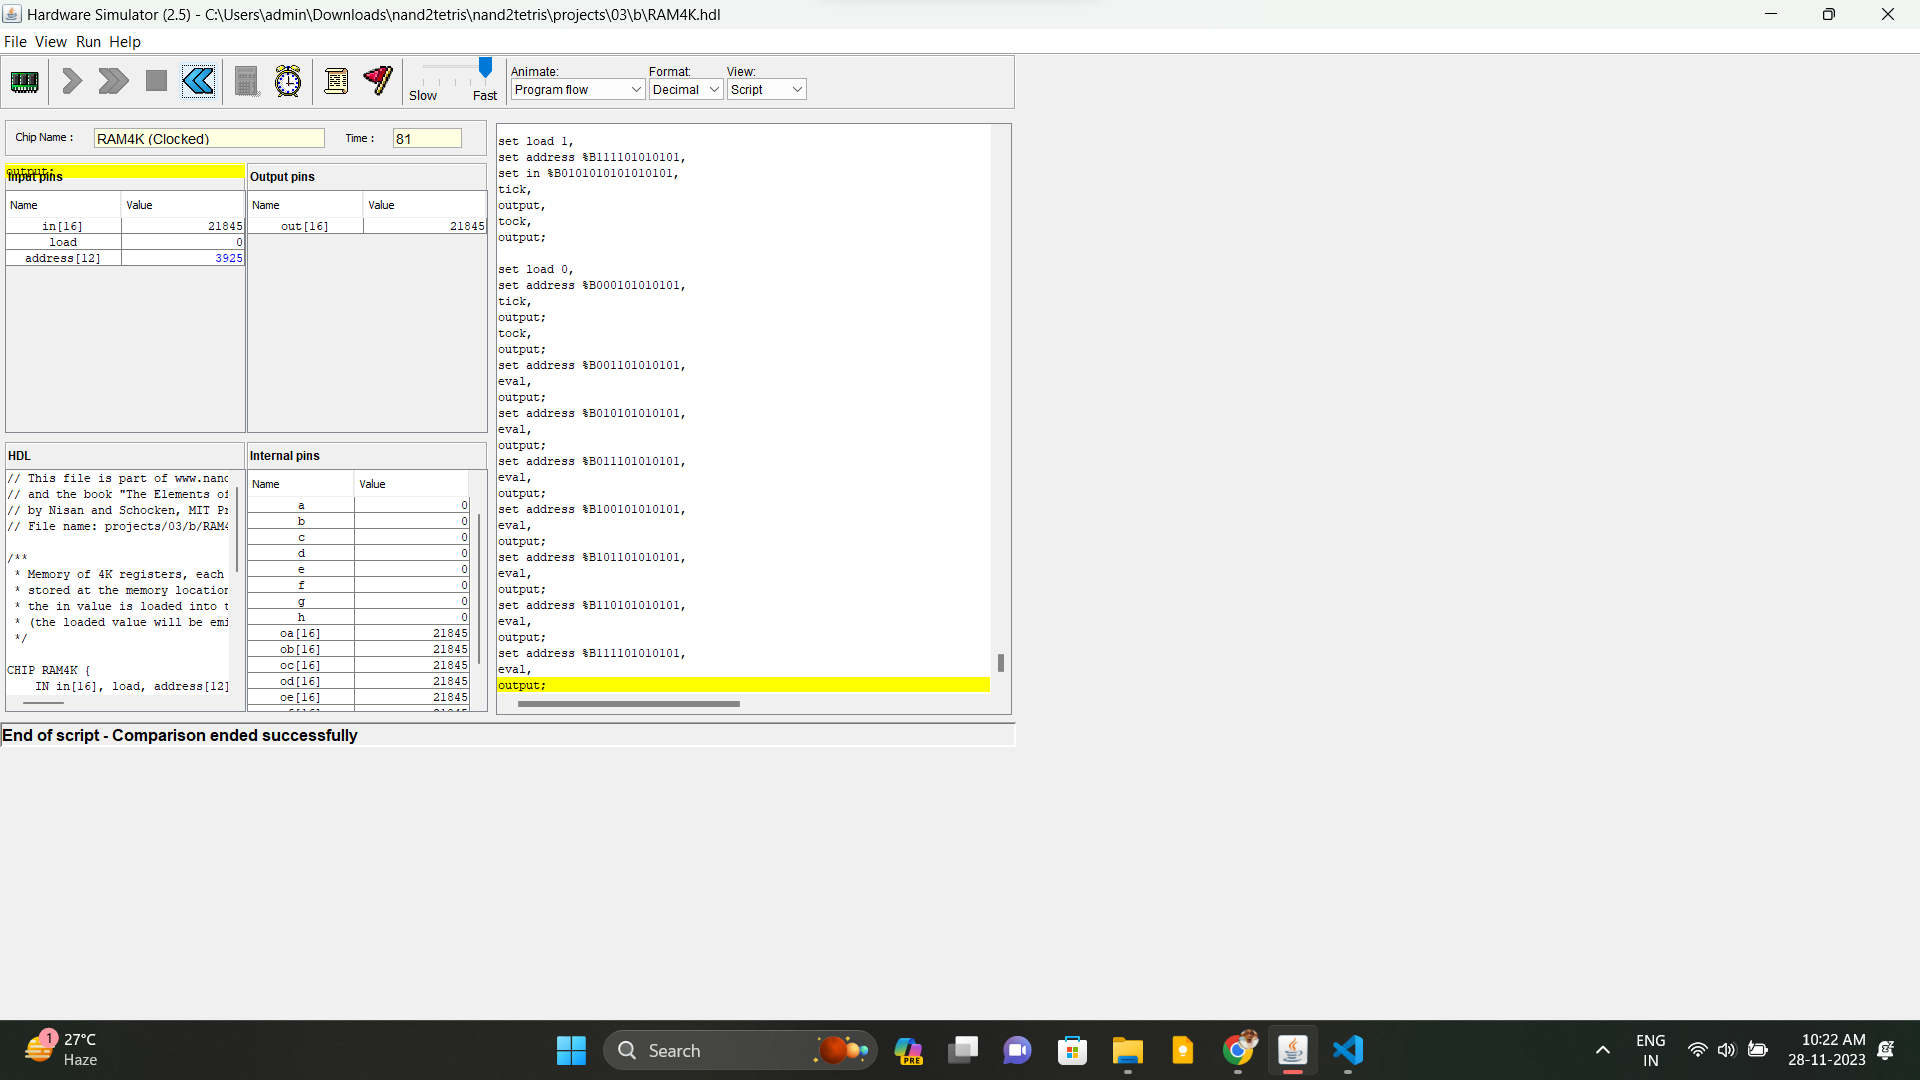 Hardware Simulator (2.5) - C:\Users\admin\Downloads\nand2tetris\nand2tetris\projects\03\b\RAM4K.hdl
File View Run Help
Slow Fast
Animate: Format: View:
Program flow Decimal Script
Chip Name : RAM4K (Clocked) Time : 81
output;
Input pins
Name Value
in[16] 21845
load 0
address[12] 3925
Output pins
Name Value
out[16] 21845
HDL
// This file is part of www.nand
// and the book "The Elements of
// by Nisan and Schocken, MIT Pr
// File name: projects/03/b/RAM4
/**
* Memory of 4K registers, each
* stored at the memory location
* the in value is loaded into t
* (the loaded value will be emi
*/
CHIP RAM4K {
IN in[16], load, address[12]
Internal pins
Name Value
a 0
b 0
c 0
d 0
e 0
f 0
g 0
h 0
oa[16] 21845
ob[16] 21845
oc[16] 21845
od[16] 21845
oe[16] 21845
set load 1,
set address %B111101010101,
set in %B0101010101010101,
tick,
output,
tock,
output;
set load 0,
set address %B000101010101,
tick,
output;
tock,
output;
set address %B001101010101,
eval,
output;
set address %B010101010101,
eval,
output;
set address %B011101010101,
eval,
output;
set address %B100101010101,
eval,
output;
set address %B101101010101,
eval,
output;
set address %B110101010101,
eval,
output;
set address %B111101010101,
eval,
output;
End of script - Comparison ended successfully
1
27°C
Haze
Search
PRE
ENG
IN
10:22 AM
28-11-2023